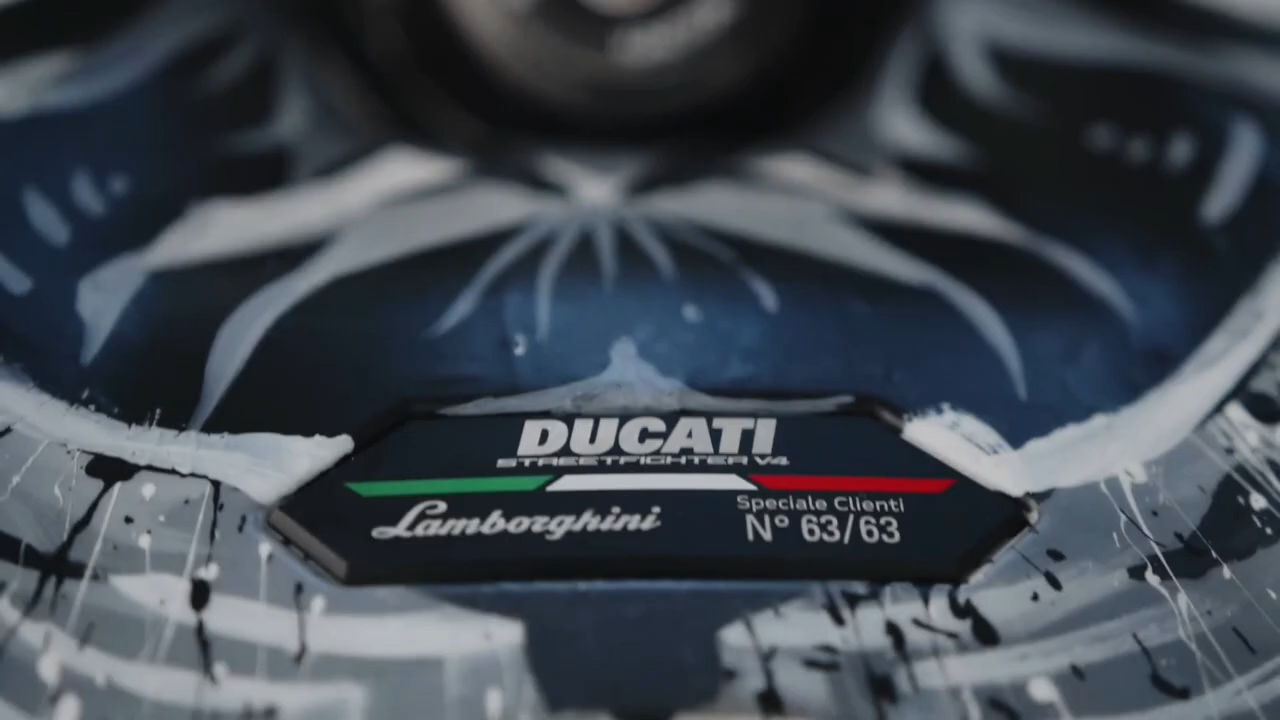 DUCATI
STREETFIGHTER V4
Lamborghini
Speciale Clienti
N° 63/63